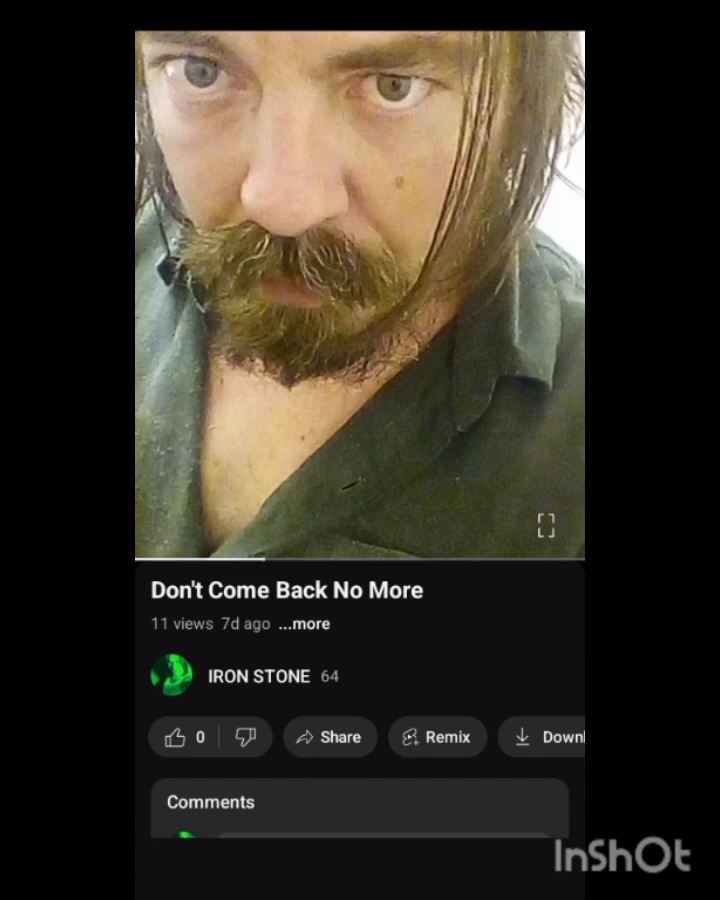 Don't Come Back No More
11 views 7d ago ...more
IRON STONE 64
0 Share Remix Downl
Comments
InShOt